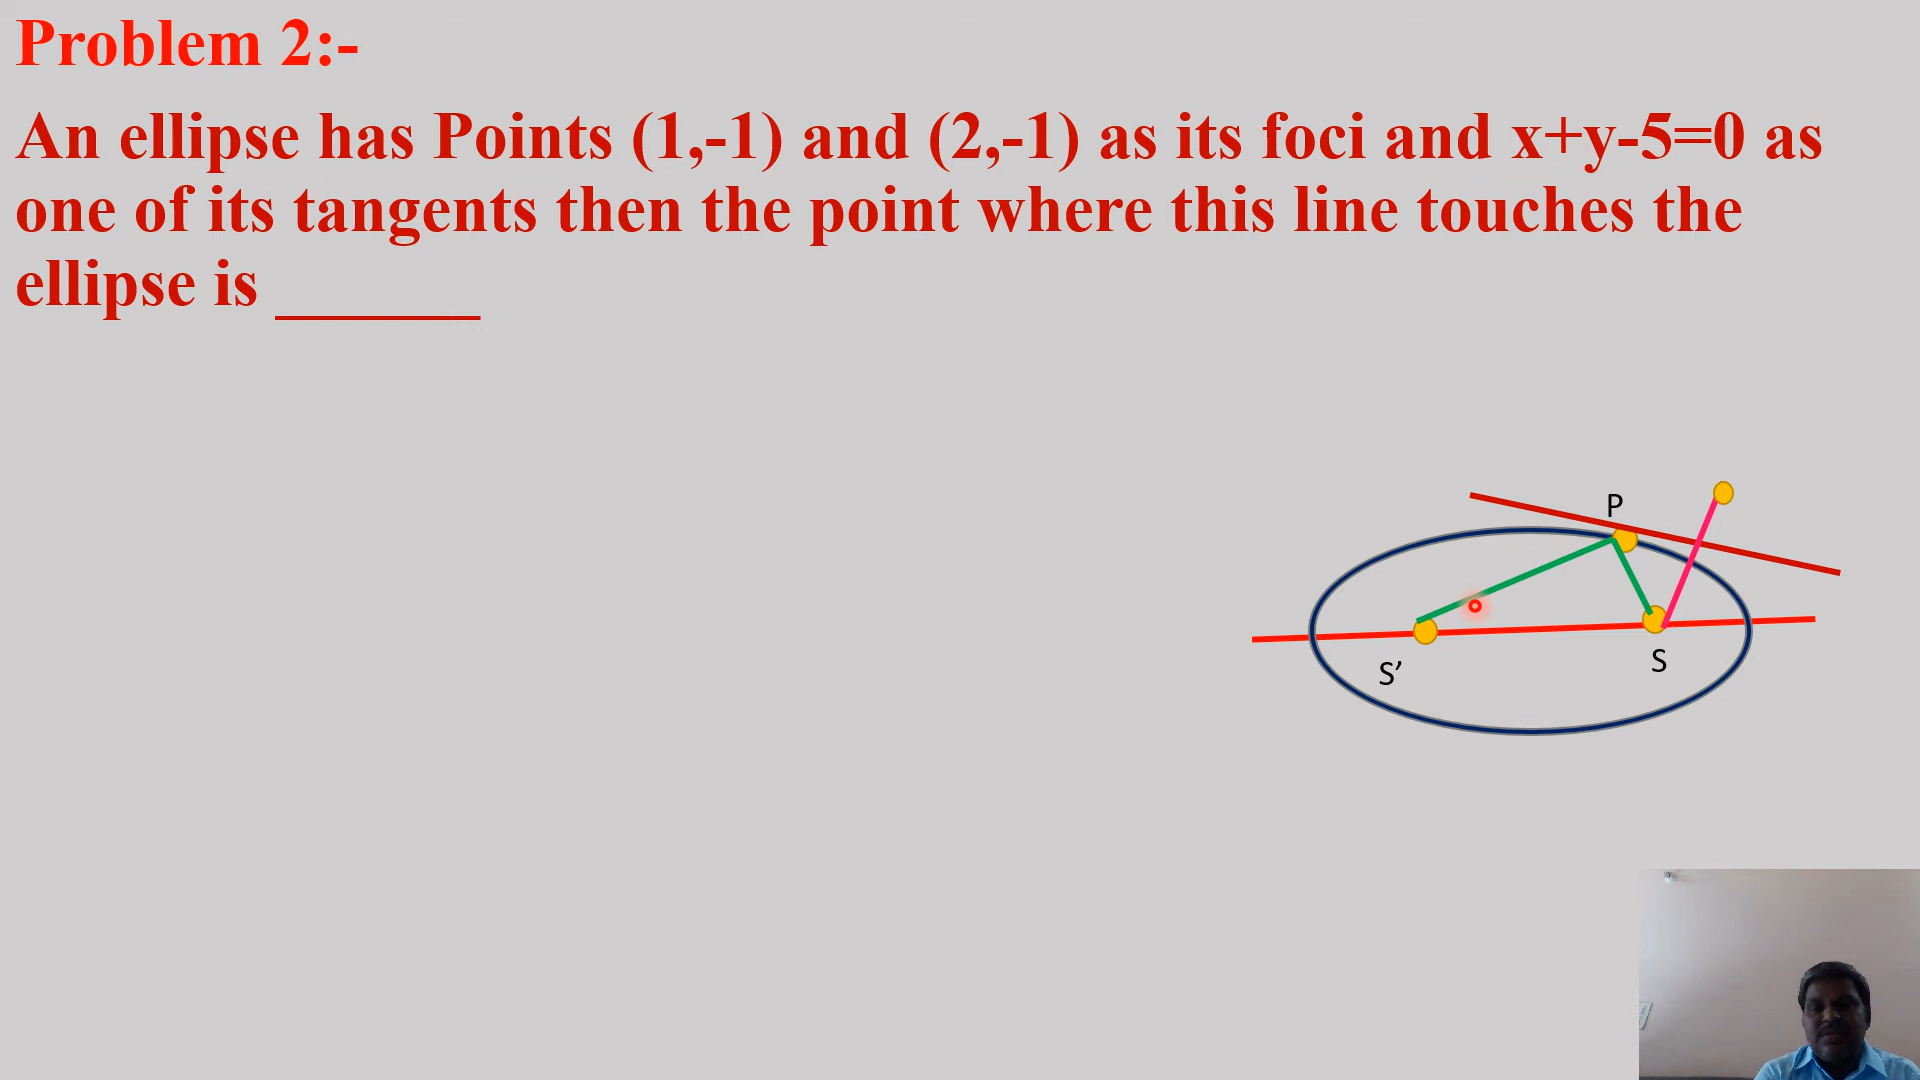 Problem 2:-
An ellipse has Points (1,-1) and (2,-1) as its foci and x+y-5=0 as
one of its tangents then the point where this line touches the
ellipse is _______
P
S’
S